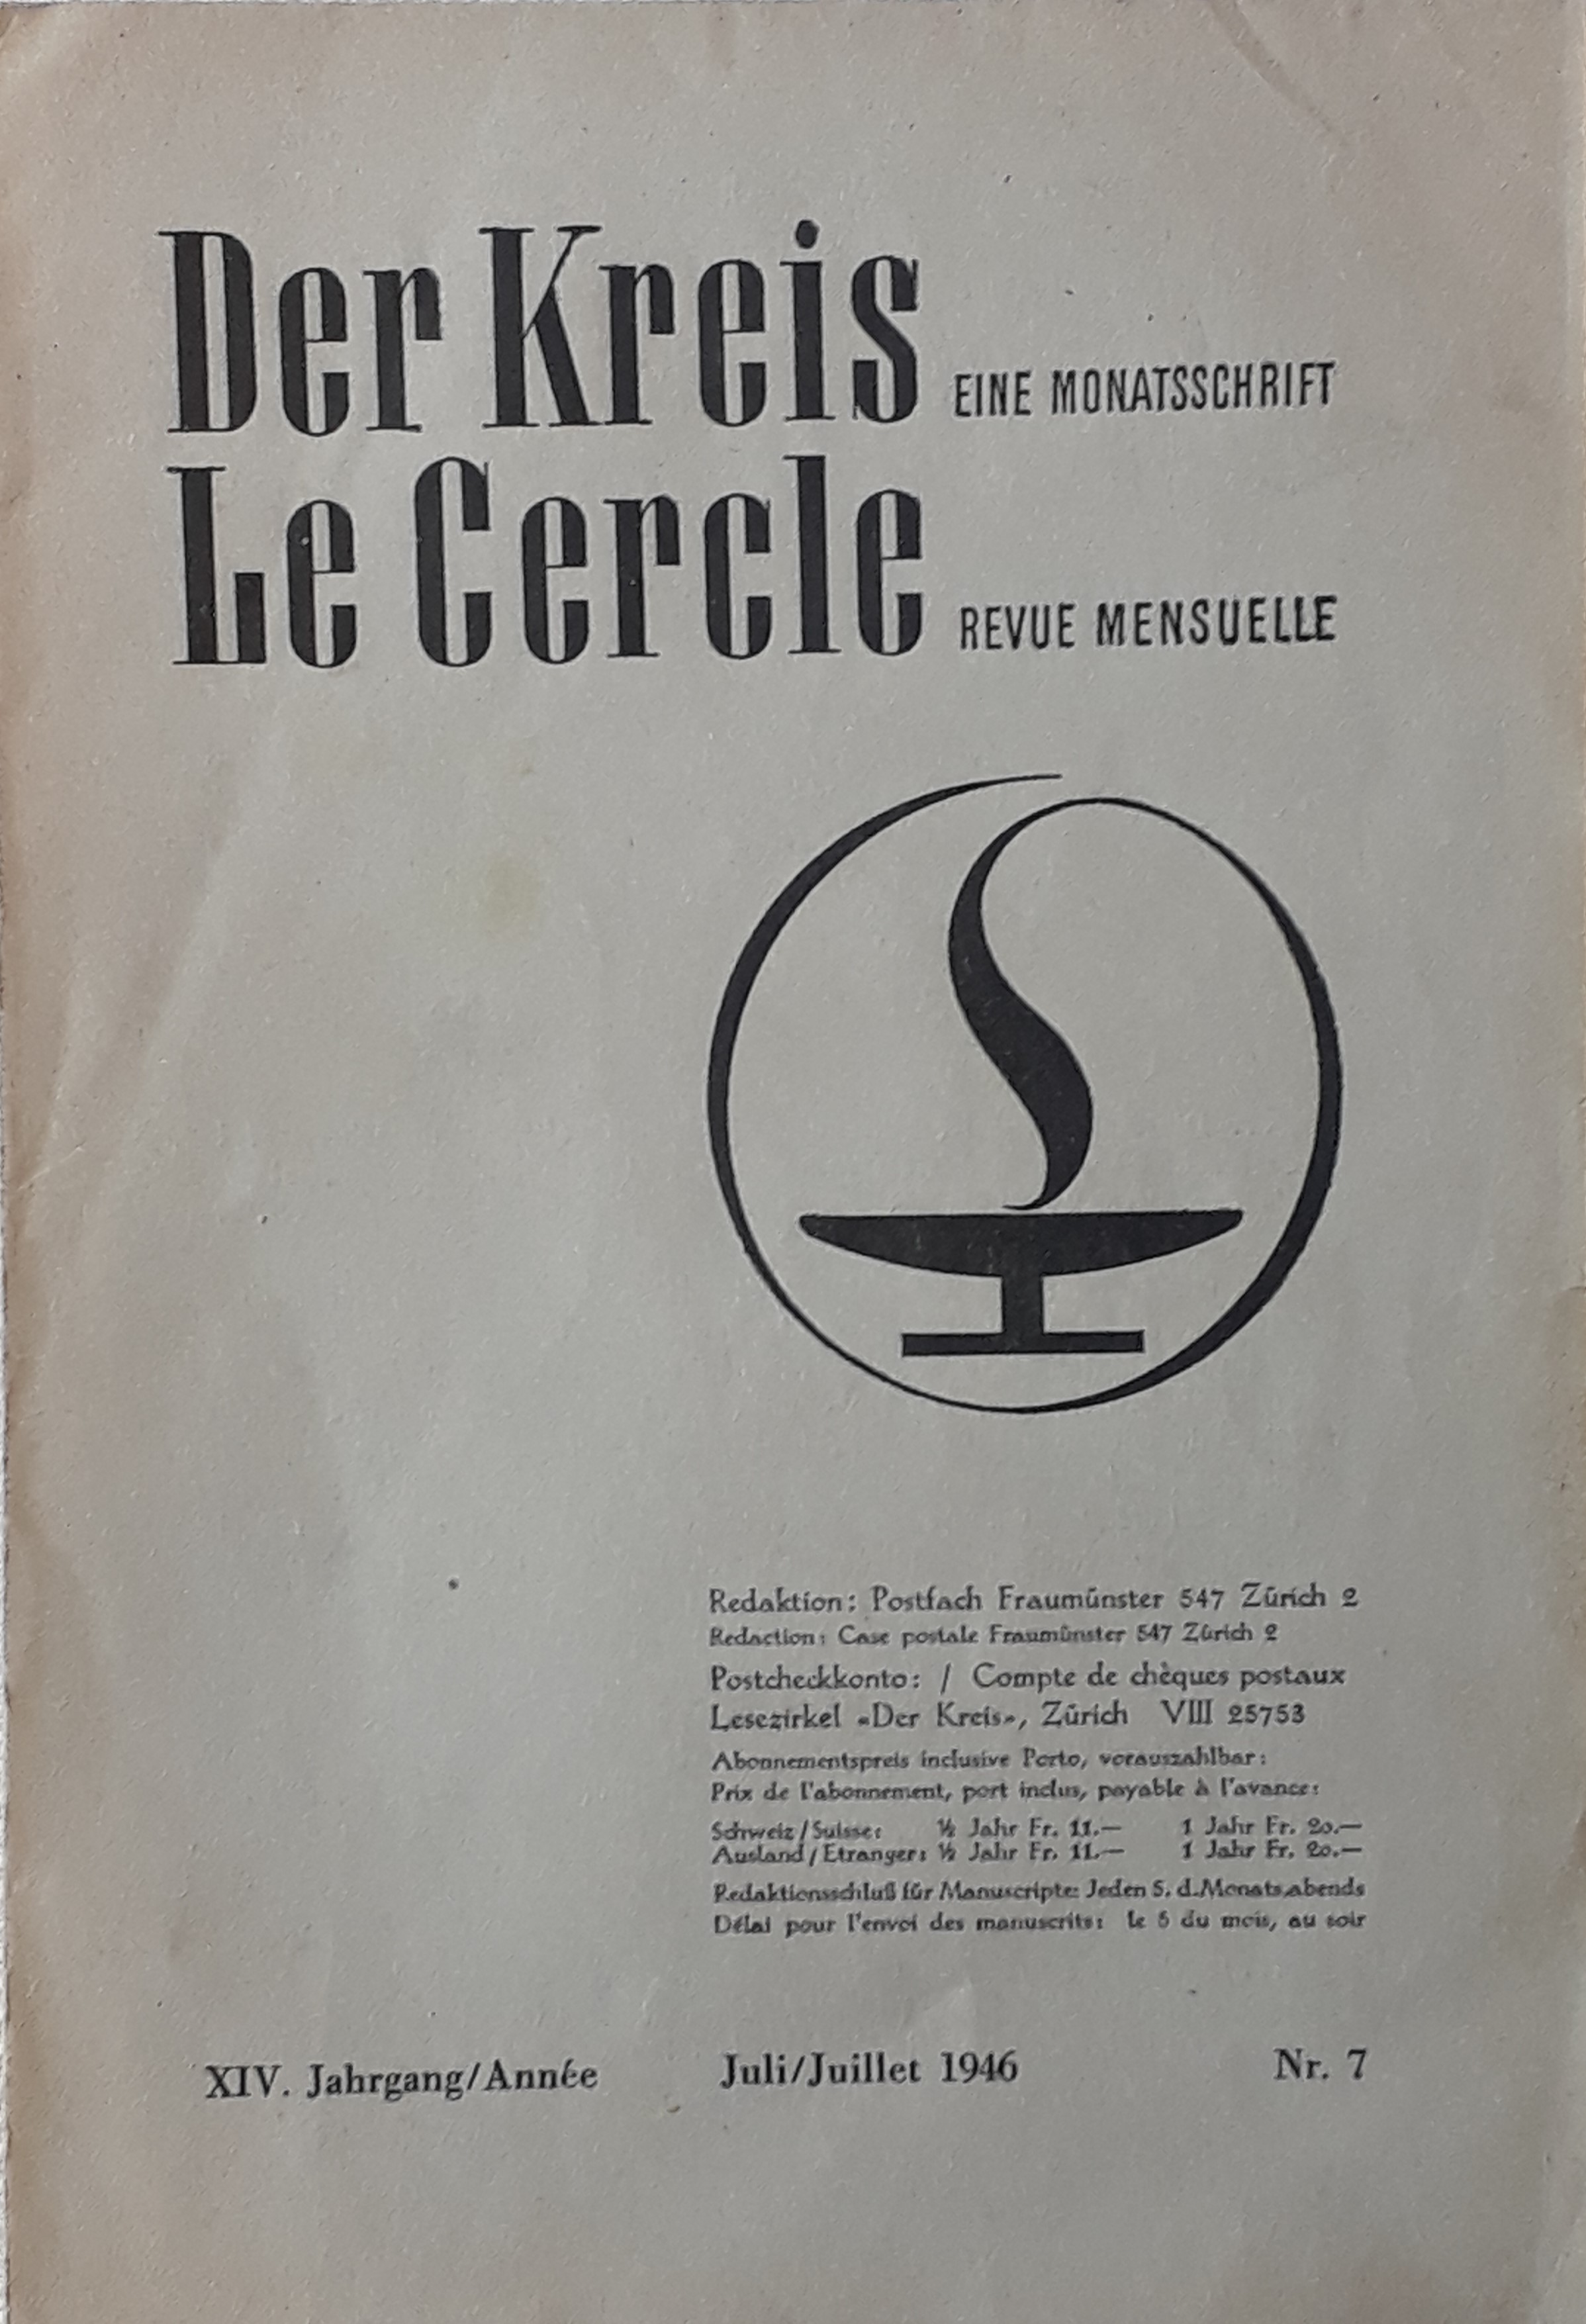 Der Kreis EINE MONATSSCHRIFT
Le Cercle REVUE MENSUELLE
Redaktion: Postfach Fraumünster 547 Zürich 2
Redaction: Case postale Fraumünster 547 Zürich 2
Postcheckkonto: / Compte de chèques postaux
Lesezirkel «Der Kreis», Zürich VIII 25753
Abonnementspreis inclusive Porto, vorauszahlbar:
Prix de l'abonnement, port inclus, payable à l'avance:
Schweiz/Suisse: ½ Jahr Fr. 11.— 1 Jahr Fr. 20.—
Ausland/Etranger: ½ Jahr Fr. 11.— 1 Jahr Fr. 20.—
Redaktionsschluß für Manuscripte: Jeden 5. d. Monats abends
Délai pour l'envoi des manuscrits: le 5 du mois, au soir
XIV. Jahrgang/Année Juli/Juillet 1946 Nr. 7